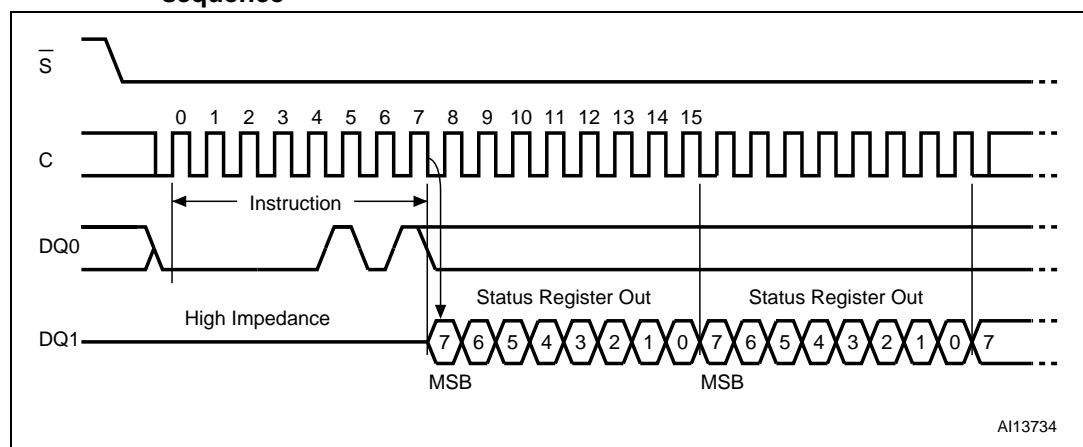 sequence
S
0 1 2 3 4 5 6 7 8 9 10 11 12 13 14 15
C
Instruction
DQ0
Status Register Out Status Register Out
High Impedance
DQ1 7 6 5 4 3 2 1 0 7 6 5 4 3 2 1 0 7
MSB MSB
AI13734